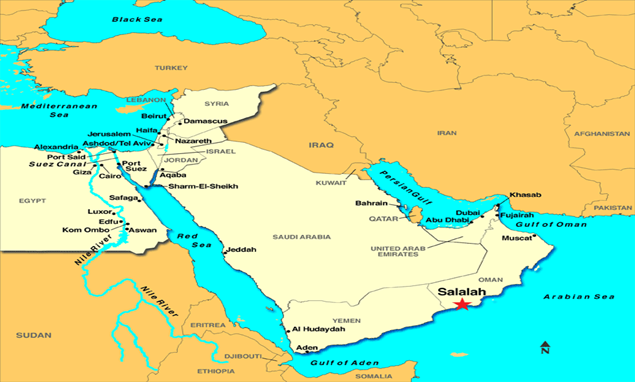 Black Sea
TURKEY
Mediterranean
Sea
LEBANON
SYRIA
Beirut
Damascus
Haifa
Jerusalem
Nazareth
Ashdod/Tel Aviv
ISRAEL
Alexandria
Port Said
Suez Canal
JORDAN
Port
Suez
Giza
Cairo
Aqaba
Sharm-El-Sheikh
IRAQ
IRAN
AFGHANISTAN
KUWAIT
Persian Gulf
Khasab
PAKISTAN
Bahrain
QATAR
Dubai
Abu Dhabi
Fujairah
Gulf of Oman
EGYPT
Safaga
Luxor
Edfu
Kom Ombo
Aswan
Nile River
Red
Sea
Jeddah
SAUDI ARABIA
UNITED ARAB
EMIRATES
Muscat
OMAN
Salalah
Arabian Sea
Nile River
SUDAN
ERITREA
YEMEN
Al Hudaydah
Aden
Gulf of Aden
DJIBOUTI
ETHIOPIA
SOMALIA
N